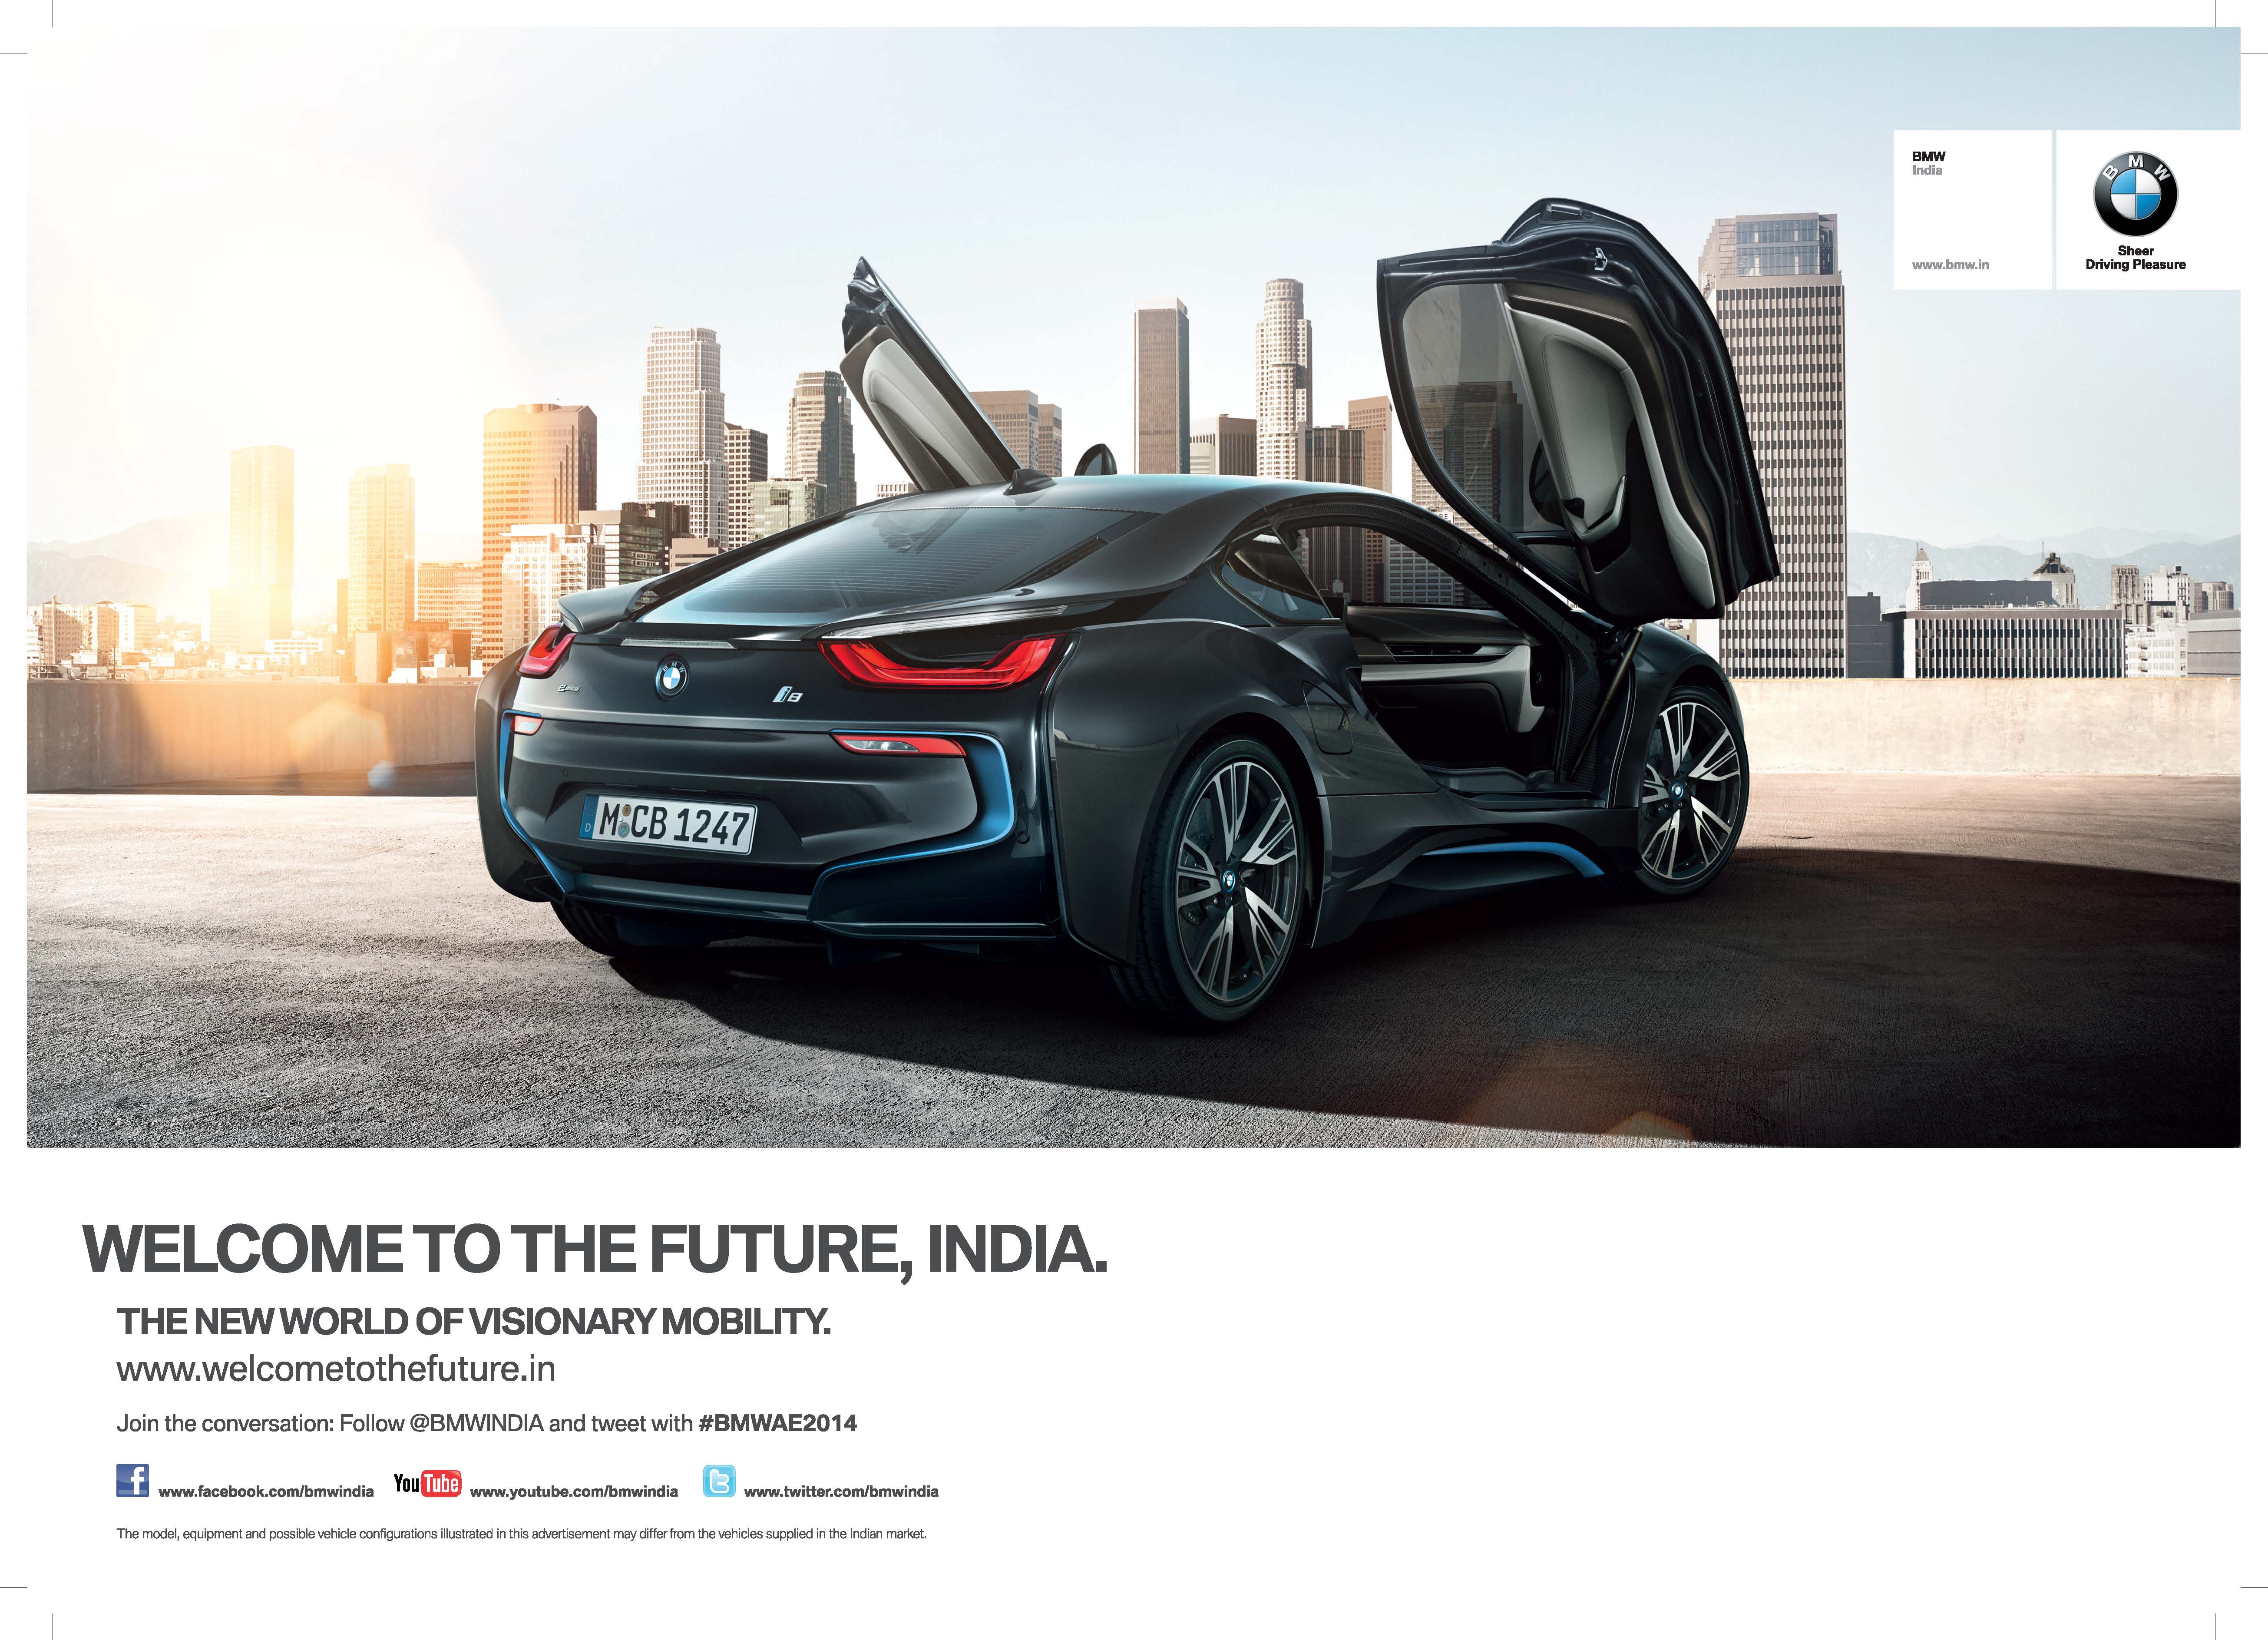 BMW
India
www.bmw.in
BMW
Sheer
Driving Pleasure
BMW
i8
D M CB 1247
WELCOME TO THE FUTURE, INDIA.
THE NEW WORLD OF VISIONARY MOBILITY.
www.welcometothefuture.in
Join the conversation: Follow @BMWINDIA and tweet with #BMWAE2014
f www.facebook.com/bmwindia YouTube www.youtube.com/bmwindia t www.twitter.com/bmwindia
The model, equipment and possible vehicle configurations illustrated in this advertisement may differ from the vehicles supplied in the Indian market.